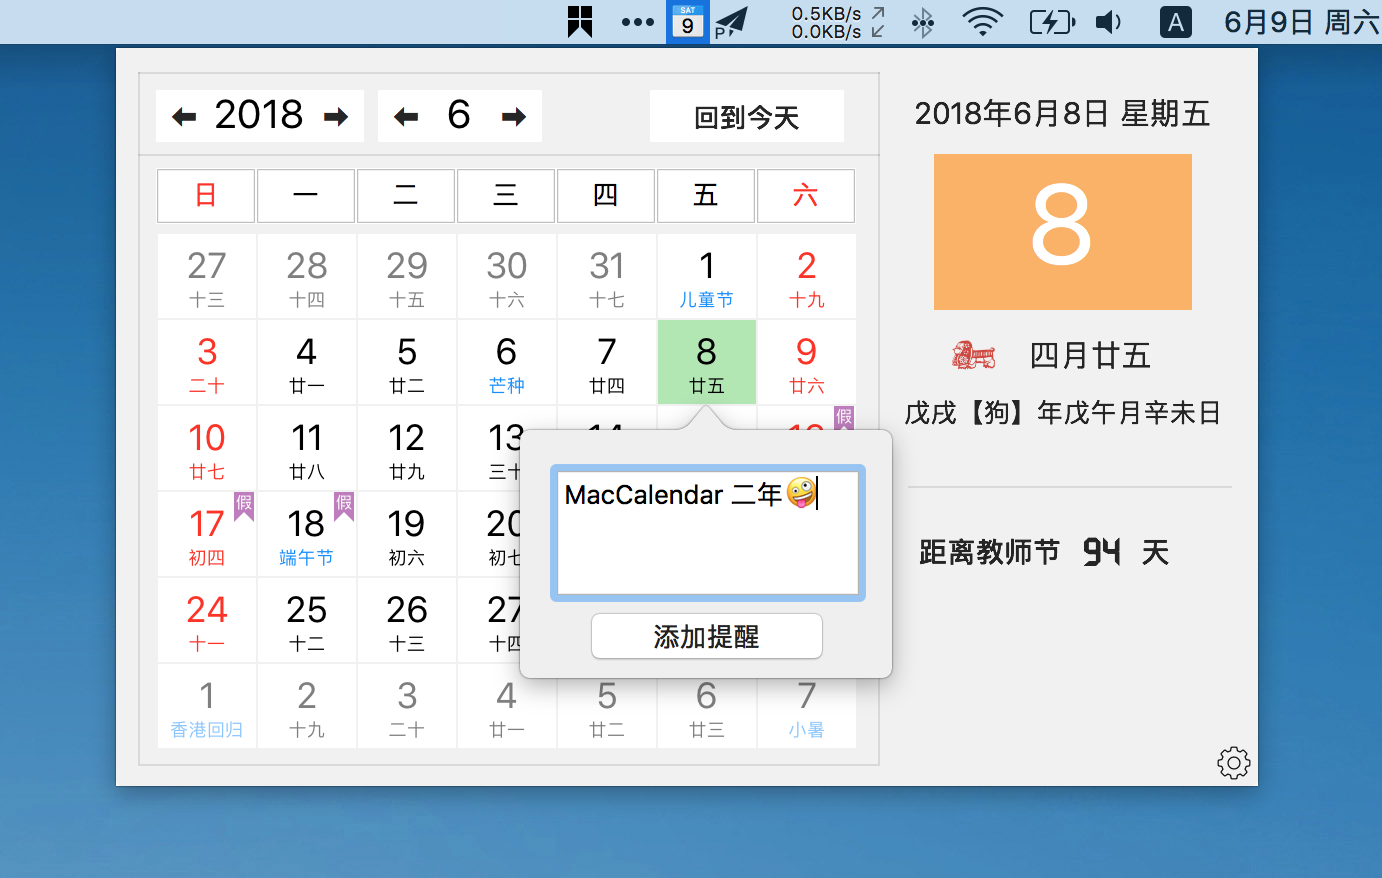 SAT
9
P
0.5KB/s
0.0KB/s
A
6月9日 周六
2018
6
回到今天
日 一 二 三 四 五 六
27 28 29 30 31 1 2
十三 十四 十五 十六 十七 儿童节 十九
3 4 5 6 7 8 9
二十 廿一 廿二 芒种 廿四 廿五 廿六
假
10 11 12 13
廿七 廿八 廿九 三十
假 假
17 18 19 20
初四 端午节 初六 初七
24 25 26 27
十一 十二 十三 十四
1 2 3 4 5 6 7
香港回归 十九 二十 廿一 廿二 廿三 小暑
MacCalendar 二年🤪
添加提醒
2018年6月8日 星期五
8
四月廿五
戊戌【狗】年戊午月辛未日
距离教师节 94 天